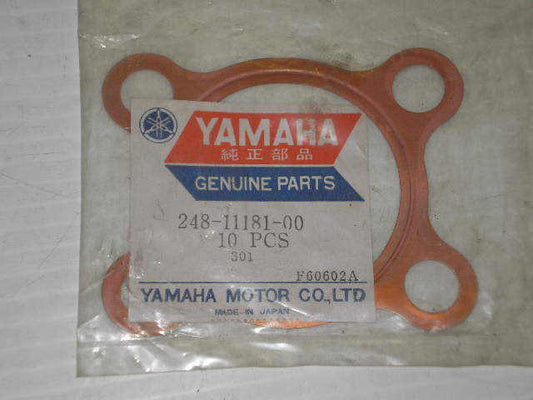 YAMAHA
純正部品
GENUINE PARTS
248-11181-00
10 PCS
301
F60602A
YAMAHA MOTOR CO.,LTD
MADE IN JAPAN